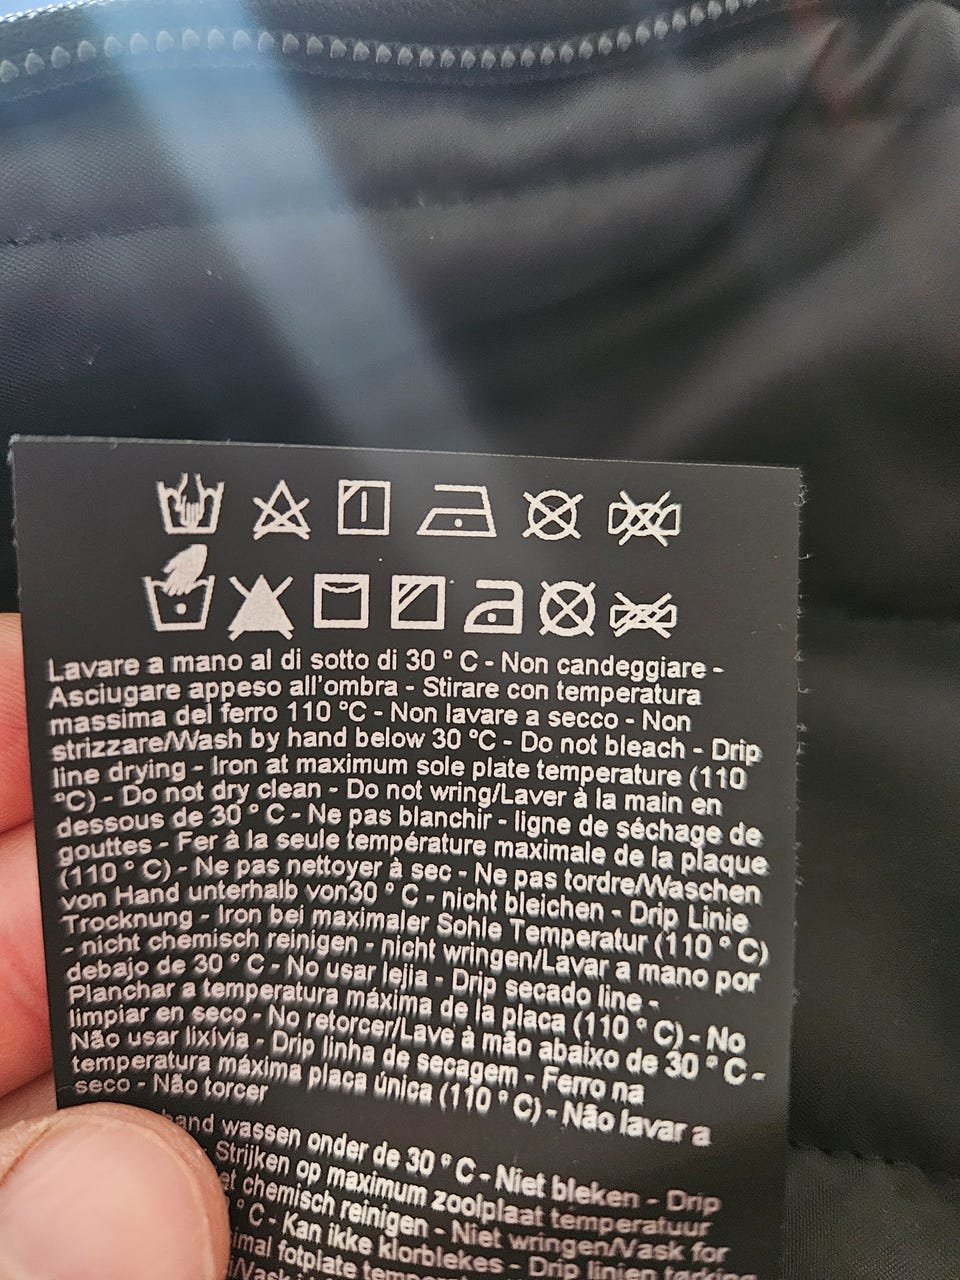 Lavare a mano al di sotto di 30 ° C - Non candeggiare -
Asciugare appeso all'ombra - Stirare con temperatura
massima del ferro 110 °C - Non lavare a secco - Non
strizzare/Wash by hand below 30 °C - Do not bleach - Drip
line drying - Iron at maximum sole plate temperature (110
°C) - Do not dry clean - Do not wring/Laver à la main en
dessous de 30 ° C - Ne pas blanchir - ligne de séchage de
gouttes - Fer à la seule température maximale de la plaque
(110 ° C) - Ne pas nettoyer à sec - Ne pas tordre/Waschen
von Hand unterhalb von30 ° C - nicht bleichen - Drip Linie
Trocknung - Iron bei maximaler Sohle Temperatur (110 ° C)
- nicht chemisch reinigen - nicht wringen/Lavar a mano por
debajo de 30 ° C - No usar lejia - Drip secado line -
Planchar a temperatura máxima de la placa (110 ° C) - No
limpiar en seco - No retorcer/Lave à mão abaixo de 30 ° C -
Não usar lixívia - Drip linha de secagem - Ferro na
temperatura máxima placa única (110 ° C) - Não lavar a
seco - Não torcer
hand wassen onder de 30 ° C - Niet bleken - Drip
- Strijken op maximum zoolplaat temperatuur
chemisch reinigen - Niet wringen/Vask for
° C - Kan ikke klorblekes - Drip linjen tørking
fotplate